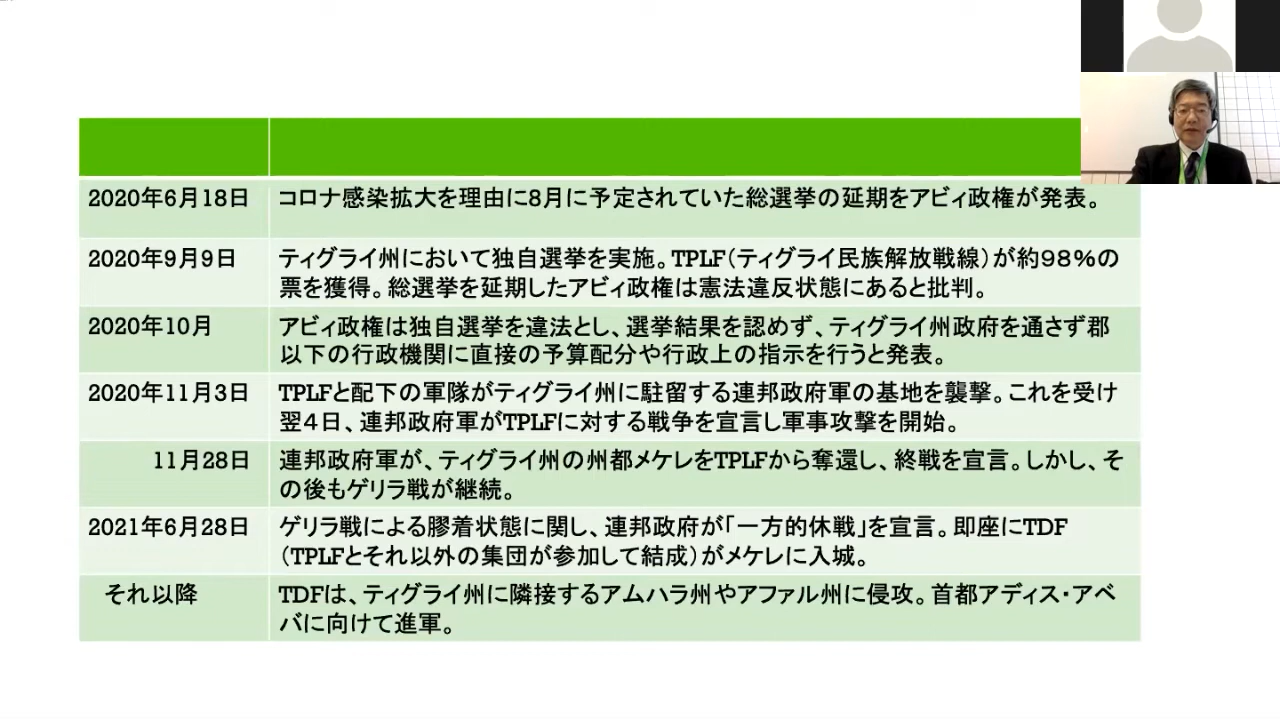 2020年6月18日
コロナ感染拡大を理由に8月に予定されていた総選挙の延期をアビィ政権が発表。
2020年9月9日
ティグライ州において独自選挙を実施。TPLF(ティグライ民族解放戦線)が約98%の
票を獲得。総選挙を延期したアビィ政権は憲法違反状態にあると批判。
2020年10月
アビィ政権は独自選挙を違法とし、選挙結果を認めず、ティグライ州政府を通さず郡
以下の行政機関に直接の予算配分や行政上の指示を行うと発表。
2020年11月3日
TPLFと配下の軍隊がティグライ州に駐留する連邦政府軍の基地を襲撃。これを受け
翌4日、連邦政府軍がTPLFに対する戦争を宣言し軍事攻撃を開始。
11月28日
連邦政府軍が、ティグライ州の州都メケレをTPLFから奪還し、終戦を宣言。しかし、そ
の後もゲリラ戦が継続。
2021年6月28日
ゲリラ戦による膠着状態に関し、連邦政府が「一方的休戦」を宣言。即座にTDF
(TPLFとそれ以外の集団が参加して結成)がメケレに入城。
それ以降
TDFは、ティグライ州に隣接するアムハラ州やアファル州に侵攻。首都アディス・アベ
バに向けて進軍。